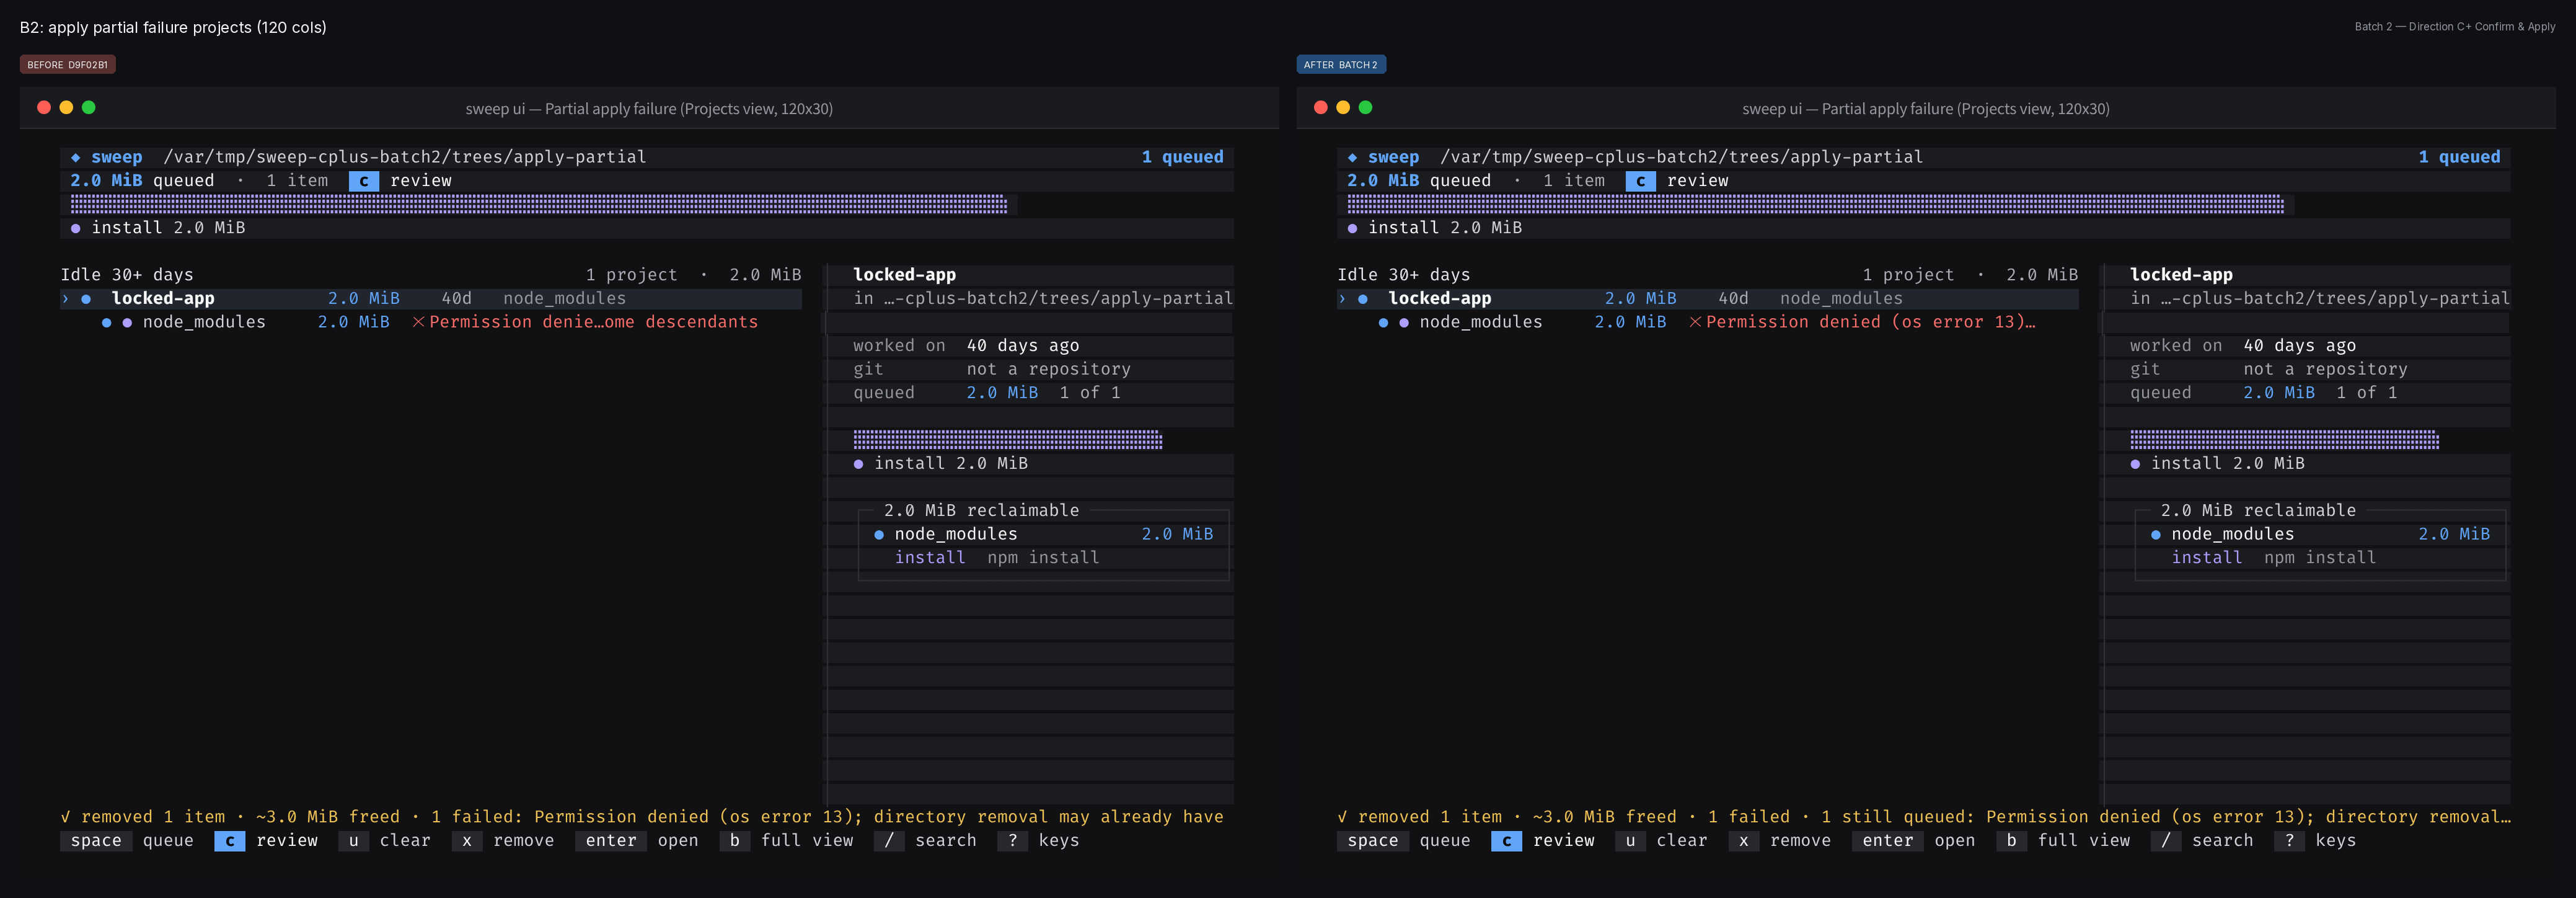 B2: apply partial failure projects (120 cols)
Batch 2 — Direction C+ Confirm & Apply
BEFORE D9F02B1
sweep ui — Partial apply failure (Projects view, 120x30)
◆ sweep /var/tmp/sweep-cplus-batch2/trees/apply-partial 1 queued
2.0 MiB queued · 1 item c review
● install 2.0 MiB
Idle 30+ days 1 project · 2.0 MiB
› ● locked-app 2.0 MiB 40d node_modules
● ● node_modules 2.0 MiB ✕ Permission denie…ome descendants
locked-app
in …-cplus-batch2/trees/apply-partial
worked on 40 days ago
git not a repository
queued 2.0 MiB 1 of 1
● install 2.0 MiB
2.0 MiB reclaimable
● node_modules 2.0 MiB
install npm install
√ removed 1 item · ~3.0 MiB freed · 1 failed: Permission denied (os error 13); directory removal may already have
space queue c review u clear x remove enter open b full view / search ? keys
AFTER BATCH 2
sweep ui — Partial apply failure (Projects view, 120x30)
◆ sweep /var/tmp/sweep-cplus-batch2/trees/apply-partial 1 queued
2.0 MiB queued · 1 item c review
● install 2.0 MiB
Idle 30+ days 1 project · 2.0 MiB
› ● locked-app 2.0 MiB 40d node_modules
● ● node_modules 2.0 MiB ✕ Permission denied (os error 13)…
locked-app
in …-cplus-batch2/trees/apply-partial
worked on 40 days ago
git not a repository
queued 2.0 MiB 1 of 1
● install 2.0 MiB
2.0 MiB reclaimable
● node_modules 2.0 MiB
install npm install
√ removed 1 item · ~3.0 MiB freed · 1 failed · 1 still queued: Permission denied (os error 13); directory removal…
space queue c review u clear x remove enter open b full view / search ? keys